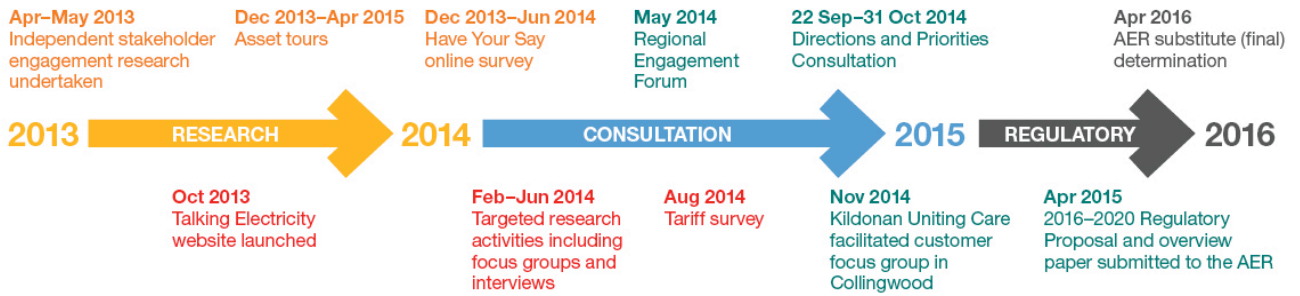 Apr–May 2013
Independent stakeholder
engagement research
undertaken
Dec 2013–Apr 2015
Asset tours
Dec 2013–Jun 2014
Have Your Say
online survey
May 2014
Regional
Engagement
Forum
22 Sep–31 Oct 2014
Directions and Priorities
Consultation
Apr 2016
AER substitute (final)
determination
2013
RESEARCH
2014
CONSULTATION
2015
REGULATORY
2016
Oct 2013
Talking Electricity
website launched
Feb–Jun 2014
Targeted research
activities including
focus groups and
interviews
Aug 2014
Tariff survey
Nov 2014
Kildonan Uniting Care
facilitated customer
focus group in
Collingwood
Apr 2015
2016–2020 Regulatory
Proposal and overview
paper submitted to the AER